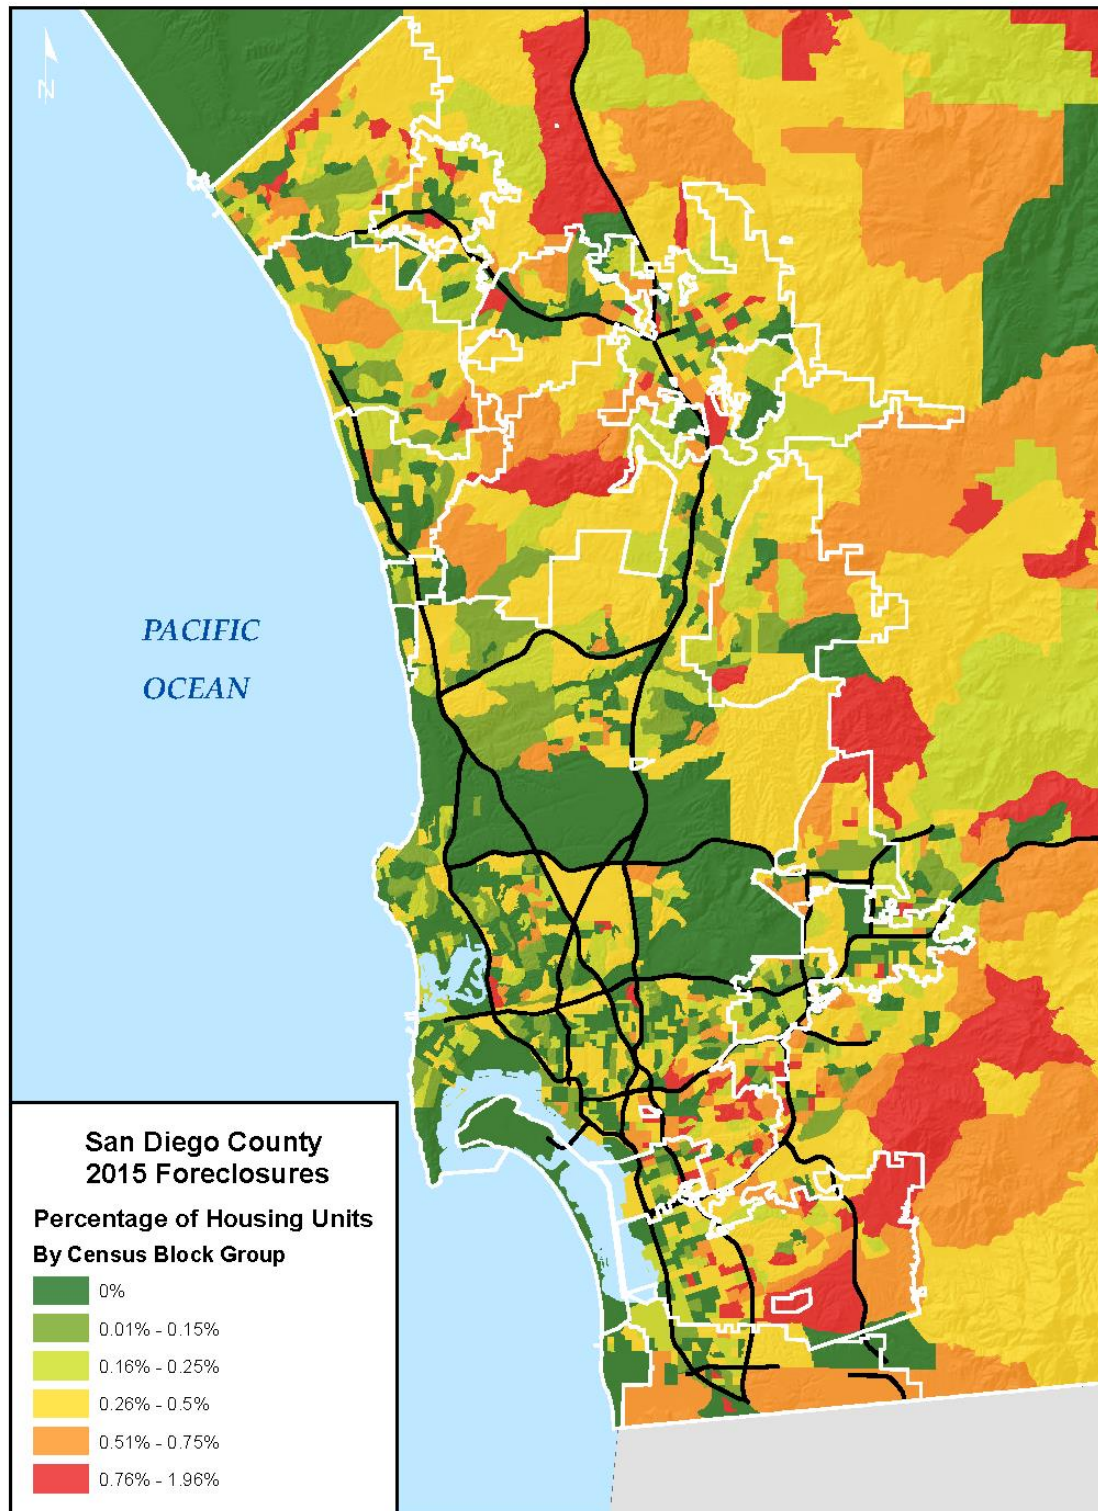 N
PACIFIC
OCEAN
San Diego County
2015 Foreclosures
Percentage of Housing Units
By Census Block Group
0%
0.01% - 0.15%
0.16% - 0.25%
0.26% - 0.5%
0.51% - 0.75%
0.76% - 1.96%